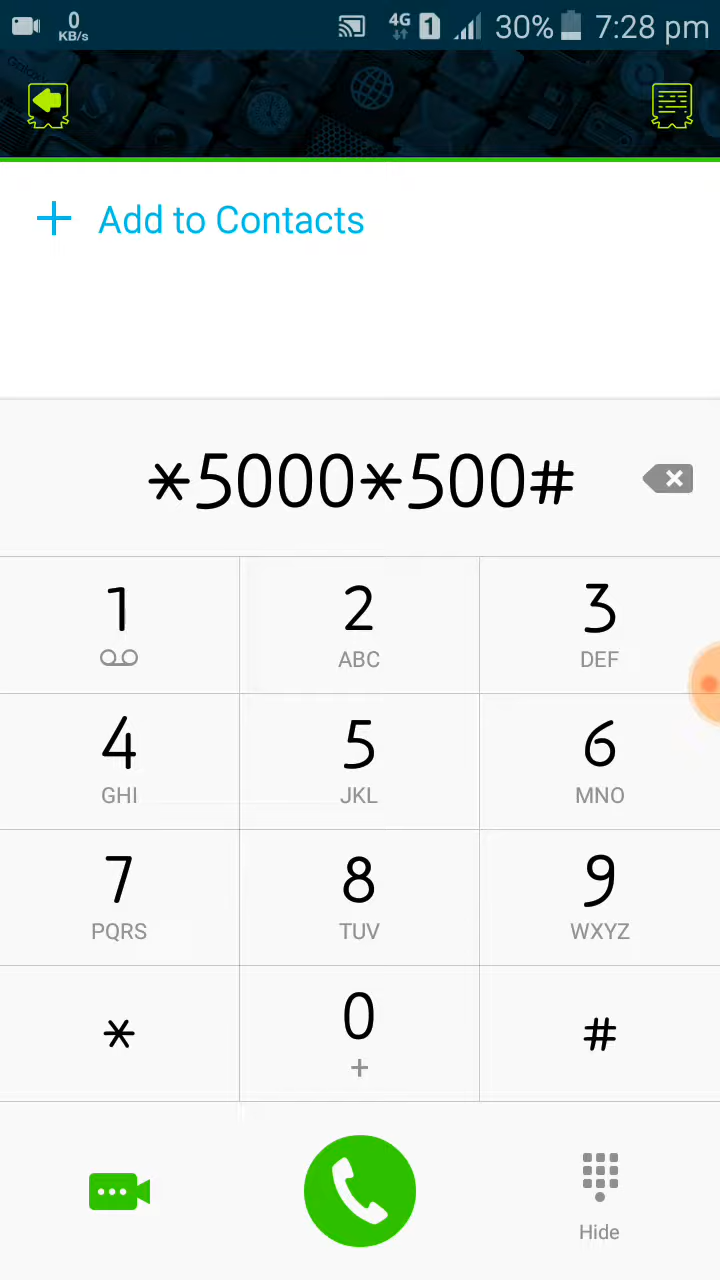 0
KB/s
4G 1 30% 7:28 pm
+ Add to Contacts
*5000*500#
1 2 3
ABC DEF
4 5 6
GHI JKL MNO
7 8 9
PQRS TUV WXYZ
* 0 #
+
Hide